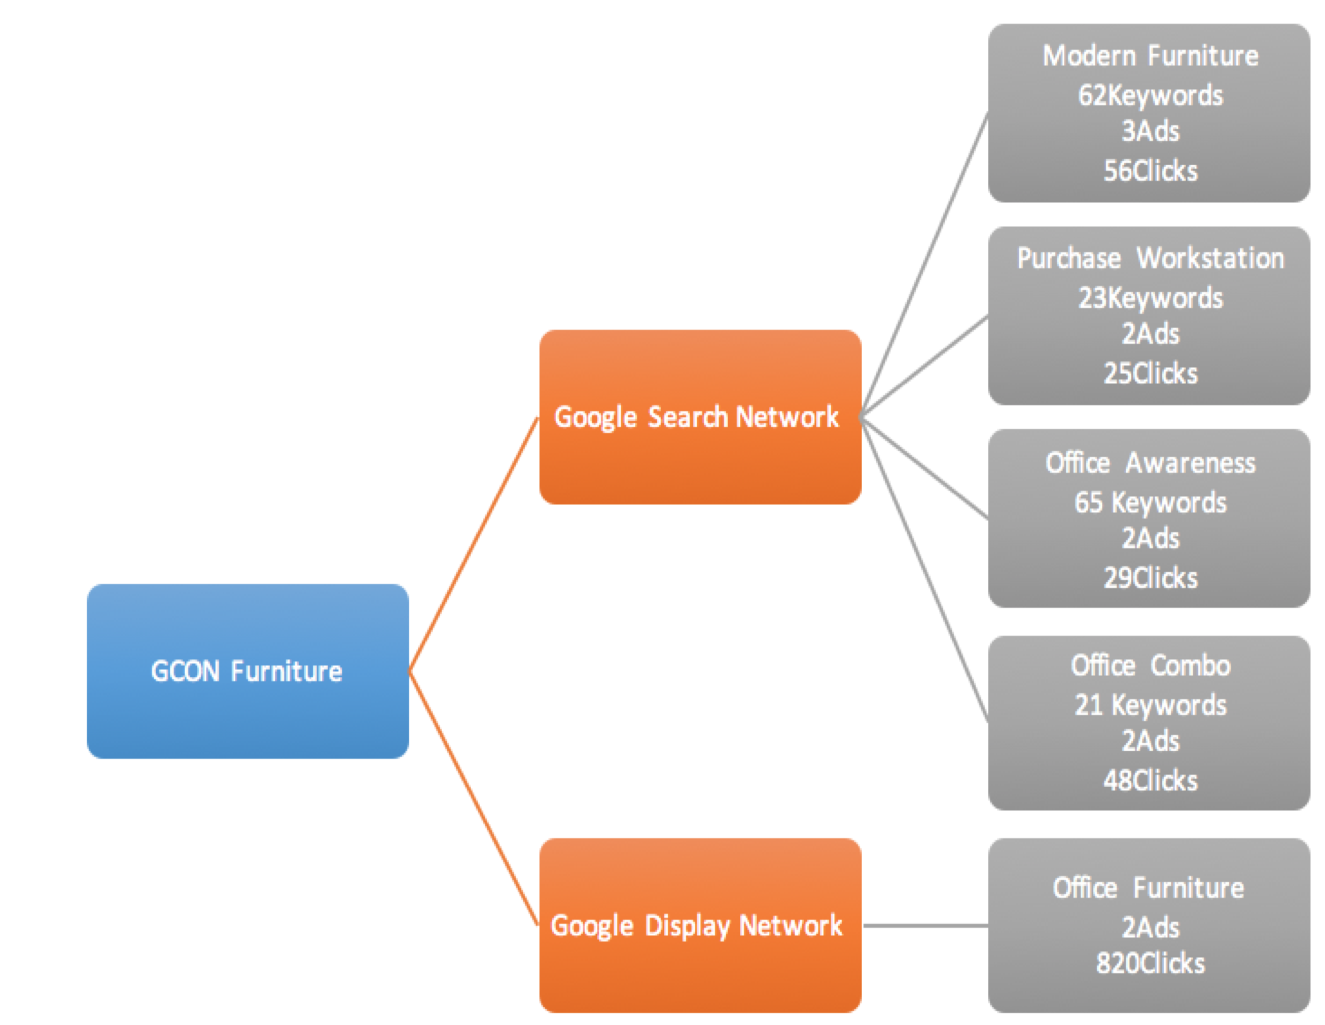 GCON Furniture
Google Search Network
Modern Furniture
62Keywords
3Ads
56Clicks
Purchase Workstation
23Keywords
2Ads
25Clicks
Office Awareness
65 Keywords
2Ads
29Clicks
Office Combo
21 Keywords
2Ads
48Clicks
Google Display Network
Office Furniture
2Ads
820Clicks